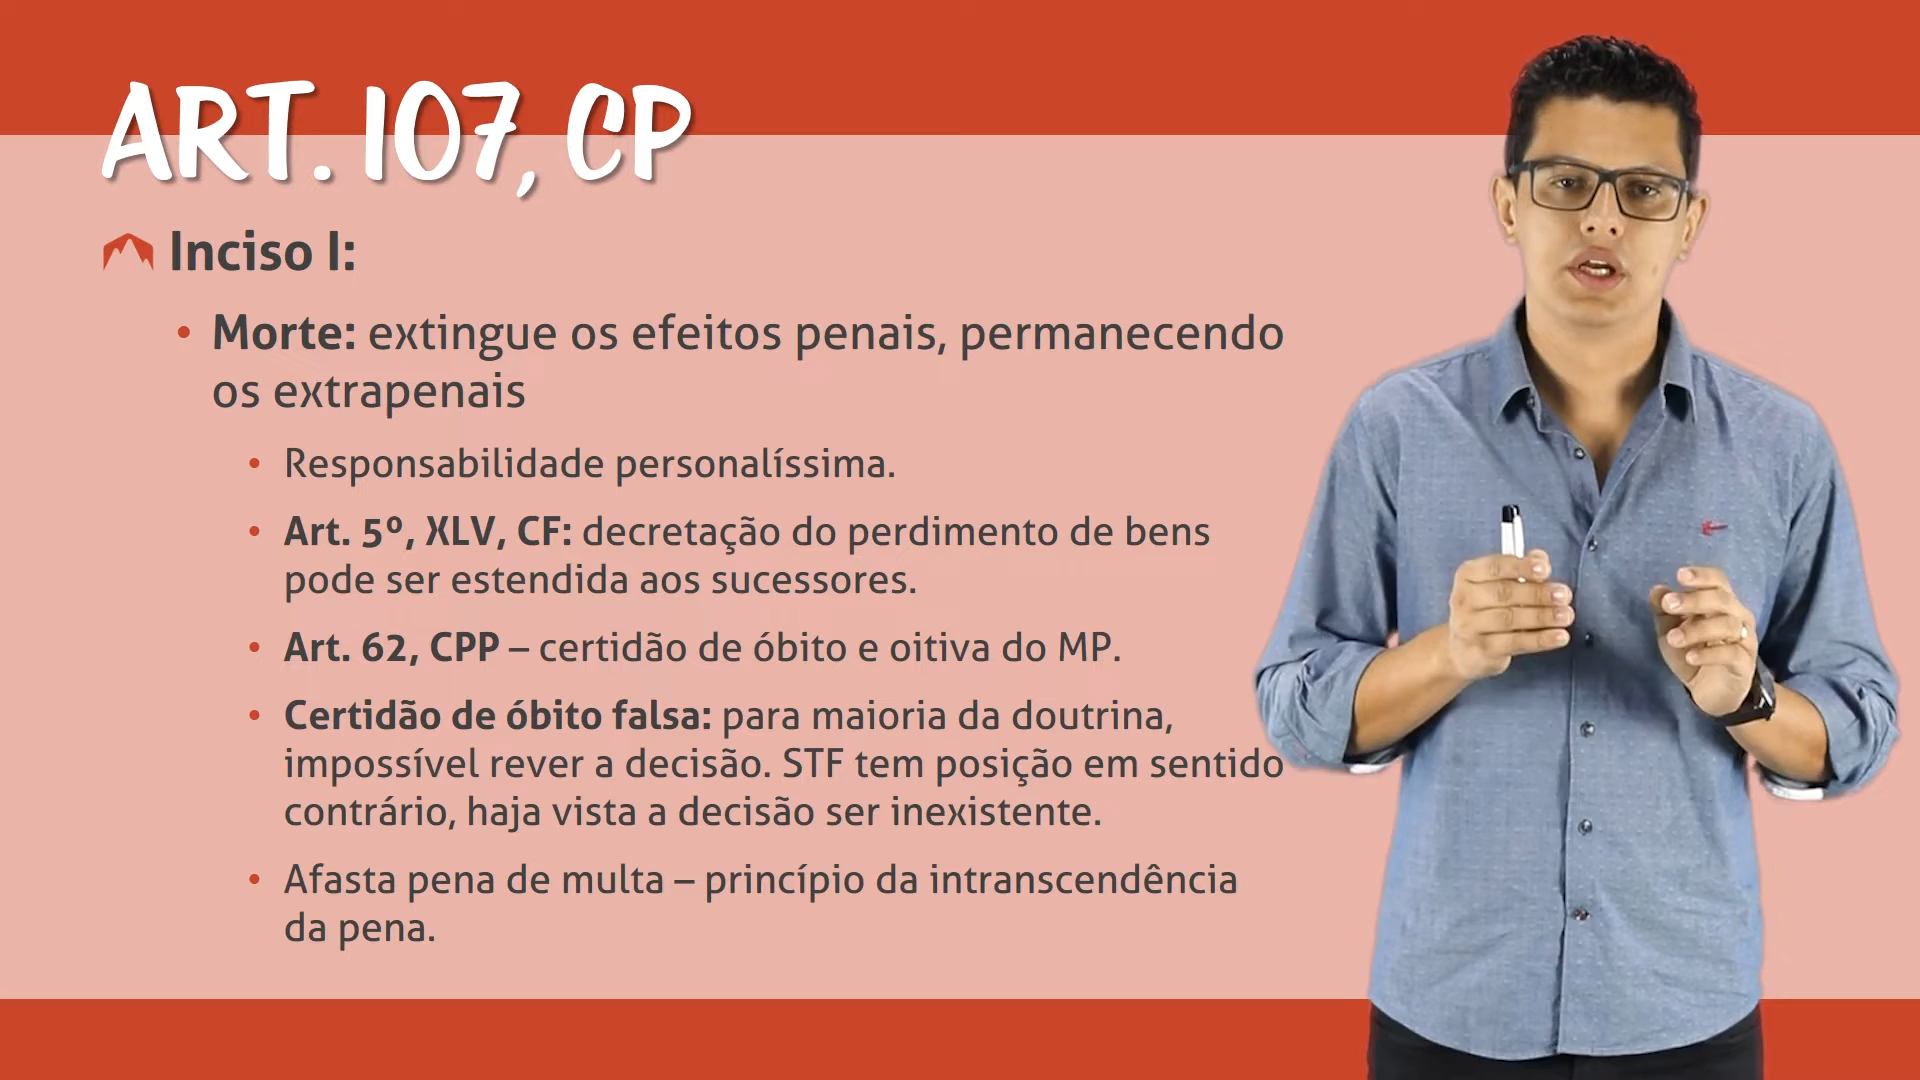 ART. 107, CP
Inciso I:
• Morte: extingue os efeitos penais, permanecendo
os extrapenais
• Responsabilidade personalíssima.
• Art. 5º, XLV, CF: decretação do perdimento de bens
pode ser estendida aos sucessores.
• Art. 62, CPP – certidão de óbito e oitiva do MP.
• Certidão de óbito falsa: para maioria da doutrina,
impossível rever a decisão. STF tem posição em sentido
contrário, haja vista a decisão ser inexistente.
• Afasta pena de multa – princípio da intranscendência
da pena.